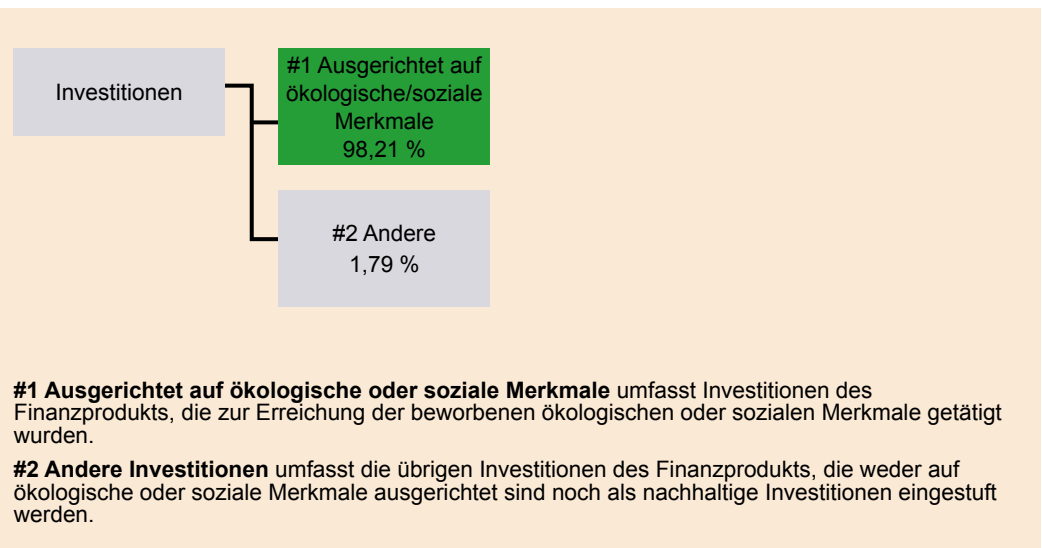 Investitionen
#1 Ausgerichtet auf
ökologische/soziale
Merkmale
98,21 %
#2 Andere
1,79 %
#1 Ausgerichtet auf ökologische oder soziale Merkmale umfasst Investitionen des
Finanzprodukts, die zur Erreichung der beworbenen ökologischen oder sozialen Merkmale getätigt
wurden.
#2 Andere Investitionen umfasst die übrigen Investitionen des Finanzprodukts, die weder auf
ökologische oder soziale Merkmale ausgerichtet sind noch als nachhaltige Investitionen eingestuft
werden.